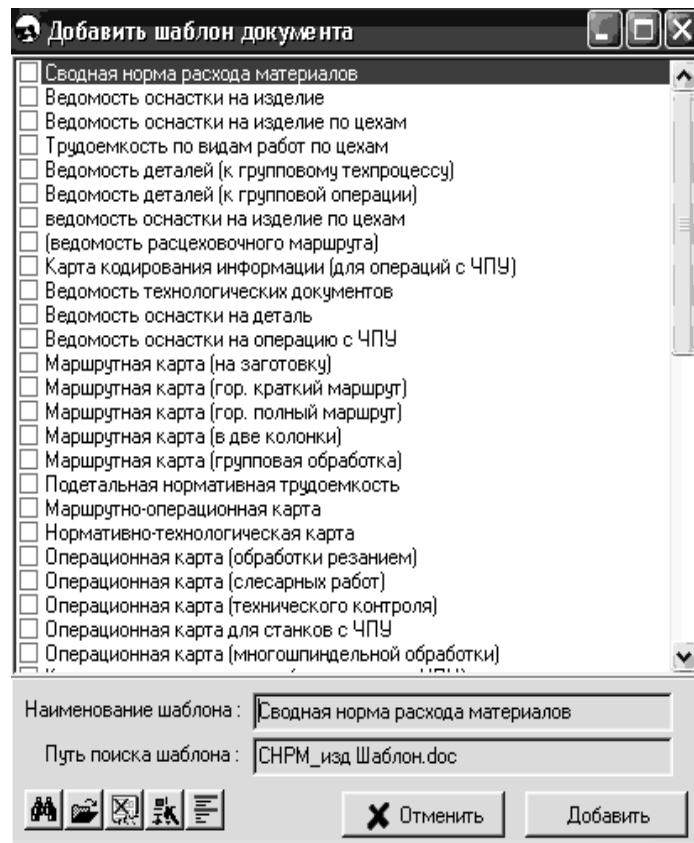 Добавить шаблон документа
Сводная норма расхода материалов
Ведомость оснастки на изделие
Ведомость оснастки на изделие по цехам
Трудоемкость по видам работ по цехам
Ведомость деталей (к групповому техпроцессу)
Ведомость деталей (к групповой операции)
ведомость оснастки на изделие по цехам
(ведомость расцеховочного маршрута)
Карта кодирования информации (для операций с ЧПУ)
Ведомость технологических документов
Ведомость оснастки на деталь
Ведомость оснастки на операцию с ЧПУ
Маршрутная карта (на заготовку)
Маршрутная карта (гор. краткий маршрут)
Маршрутная карта (гор. полный маршрут)
Маршрутная карта (в две колонки)
Маршрутная карта (групповая обработка)
Подетальная нормативная трудоемкость
Маршрутно-операционная карта
Нормативно-технологическая карта
Операционная карта (обработки резанием)
Операционная карта (слесарных работ)
Операционная карта (технического контроля)
Операционная карта для станков с ЧПУ
Операционная карта (многошпиндельной обработки)
Наименование шаблона : Сводная норма расхода материалов
Путь поиска шаблона : СНРМ_изд Шаблон.doc
Отменить Добавить